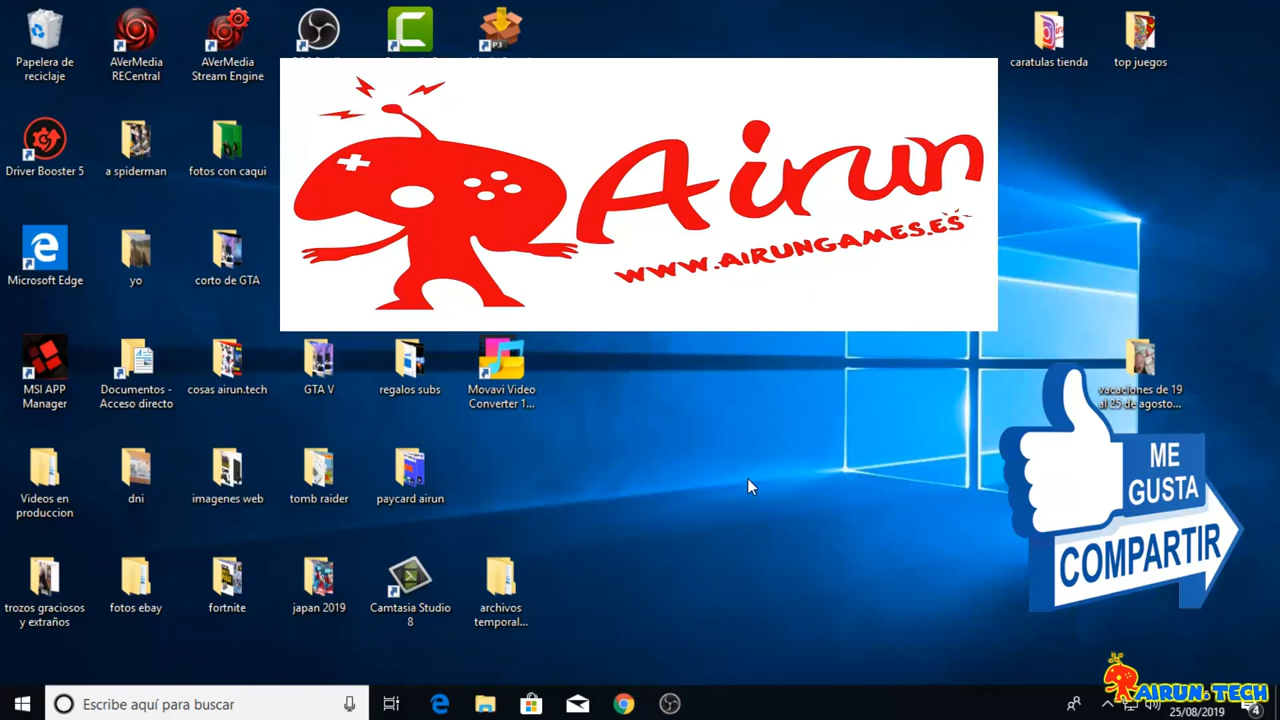 Papelera de
reciclaje
AVerMedia
RECentral
AVerMedia
Stream Engine
P3
caratulas tienda
top juegos
Airun
WWW.AIRUNGAMES.ES
Driver Booster 5
a spiderman
fotos con caqui
Microsoft Edge
yo
corto de GTA
MSI APP
Manager
Documentos -
Acceso directo
cosas airun.tech
GTA V
regalos subs
Movavi Video
Converter 1...
vacaciones de 19
al 25 de agosto...
Videos en
produccion
dni
imagenes web
tomb raider
paycard airun
ME
GUSTA
COMPARTIR
trozos graciosos
y extraños
fotos ebay
fortnite
japan 2019
Camtasia Studio
8
archivos
temporal...
Escribe aquí para buscar
AIRUN.TECH
25/08/2019
4